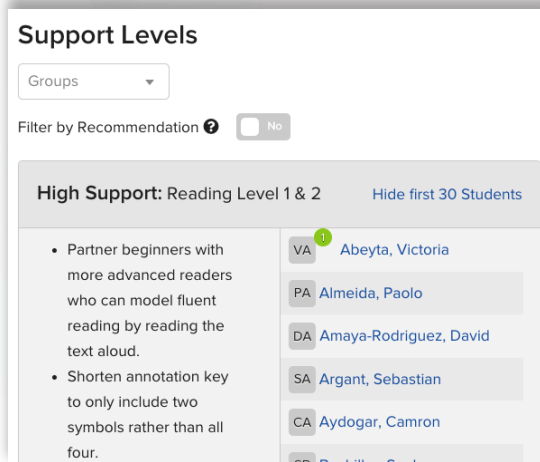 Support Levels
Groups
Filter by Recommendation ? No
High Support: Reading Level 1 & 2
Hide first 30 Students
• Partner beginners with
more advanced readers
who can model fluent
reading by reading the
text aloud.
• Shorten annotation key
to only include two
symbols rather than all
four.
VA 1 Abeyta, Victoria
PA Almeida, Paolo
DA Amaya-Rodriguez, David
SA Argant, Sebastian
CA Aydogar, Camron